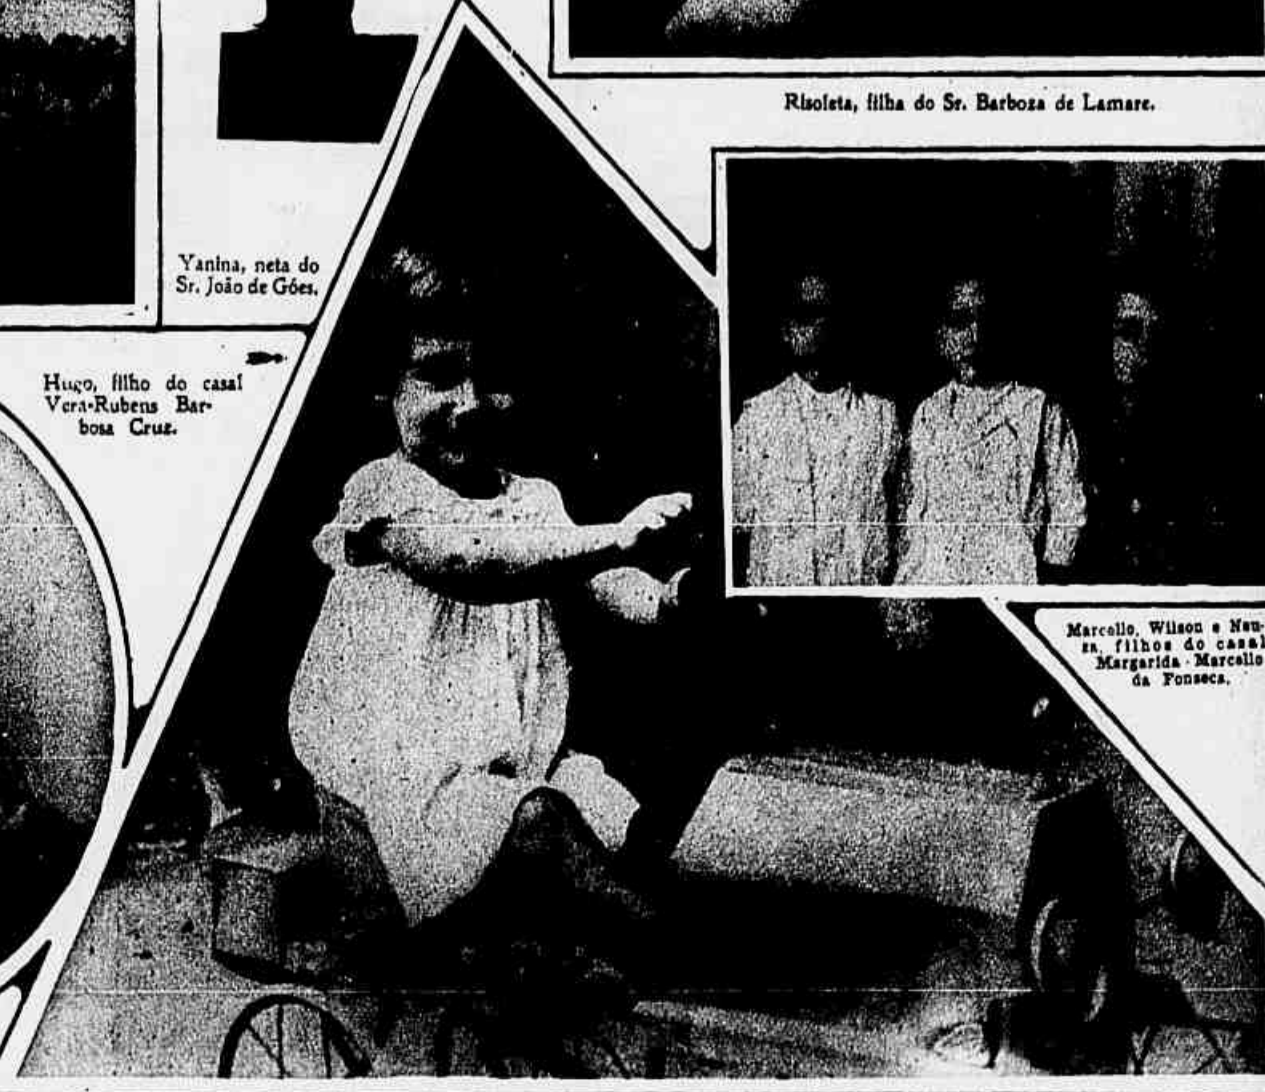 Risoleta, filha do Sr. Barboza de Lamare.
Yanina, neta do
Sr. João de Góes.
Hugo, filho do casal
Vera-Rubens Bar-
bosa Cruz.
Marcello, Wilson e Neu-
za, filhos do casal
Margarida-Marcello
da Fonseca.